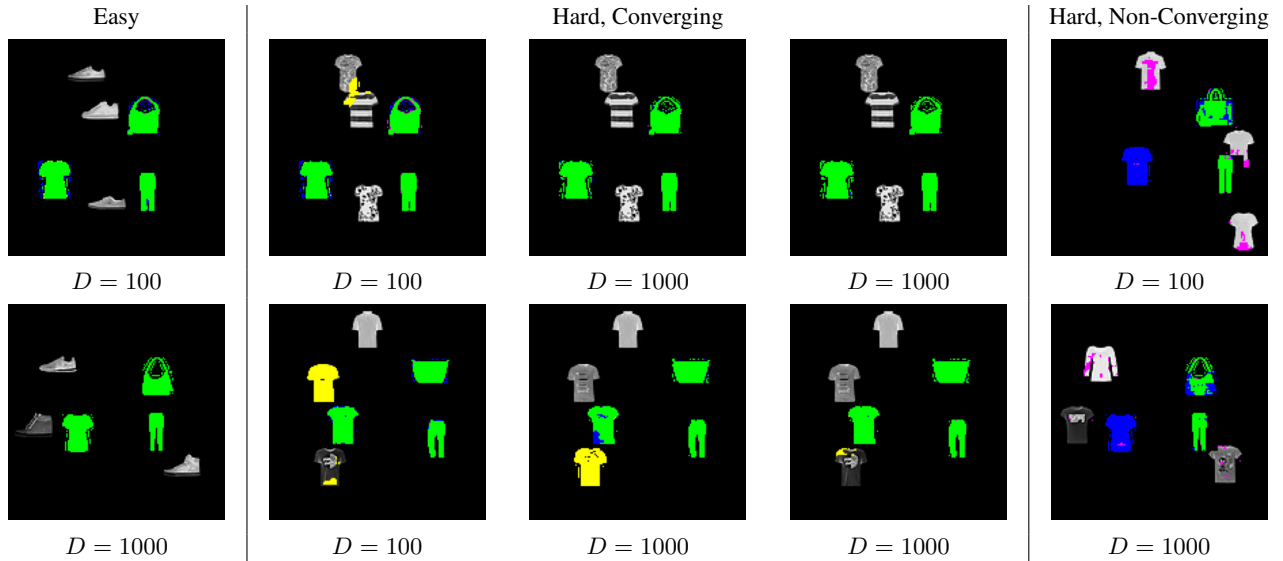 Easy
Hard, Converging
Hard, Non-Converging
D = 100
D = 100
D = 1000
D = 1000
D = 100
D = 1000
D = 100
D = 1000
D = 1000
D = 1000